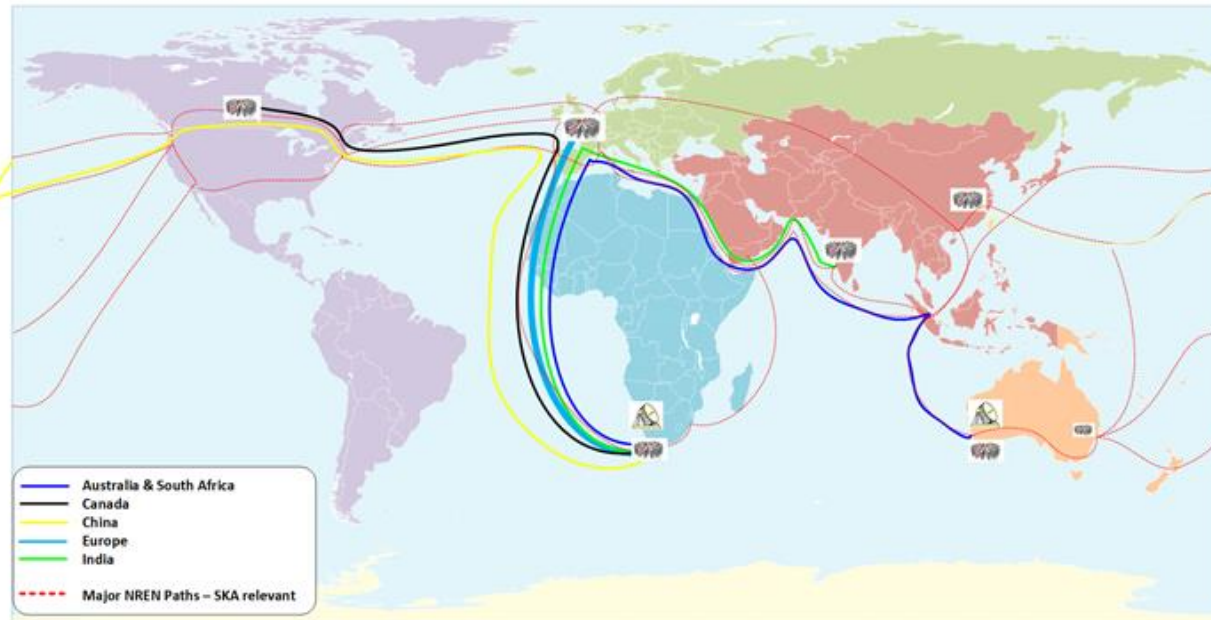 Australia & South Africa
Canada
China
Europe
India
Major NREN Paths – SKA relevant